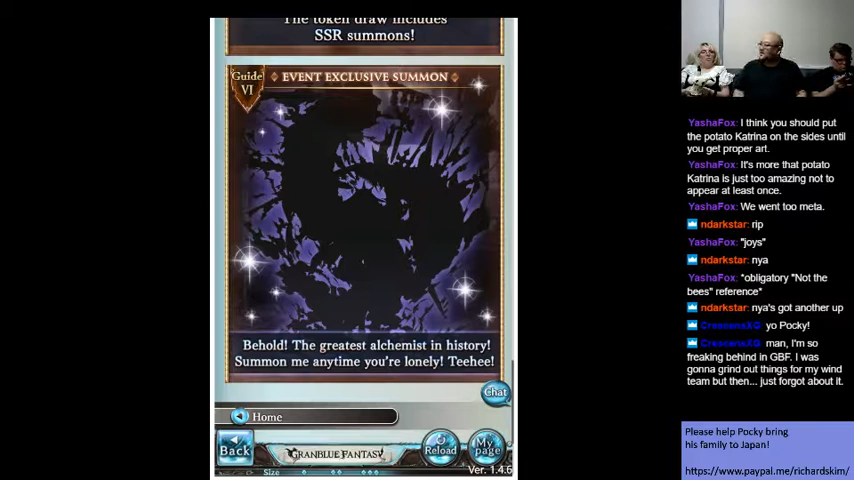 The token draw includes
SSR summons!
Guide
VI
EVENT EXCLUSIVE SUMMON
Behold! The greatest alchemist in history!
Summon me anytime you're lonely! Teehee!
Chat
Home
Back
GRANBLUE FANTASY
Reload
My
page
Size
Ver. 1.4.6
YashaFox: I think you should put
the potato Katrina on the sides until
you get proper art.
YashaFox: It's more that potato
Katrina is just too amazing not to
appear at least once.
YashaFox: We went too meta.
ndarkstar: rip
YashaFox: "joys"
ndarkstar: nya
YashaFox: *obligatory "Not the
bees" reference*
ndarkstar: nya's got another up
yo Pocky!
man, I'm so
freaking behind in GBF. I was
gonna grind out things for my wind
team but then... just forgot about it.
Please help Pocky bring
his family to Japan!
https://www.paypal.me/richardskim/